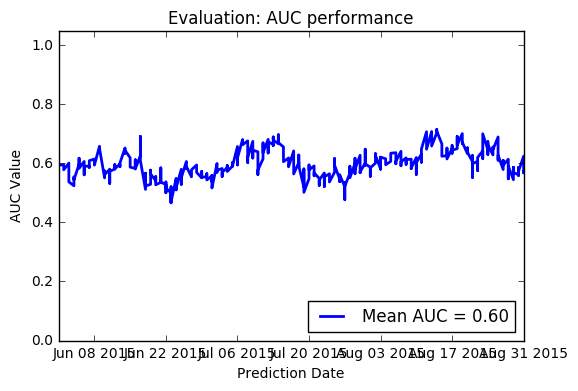 Evaluation: AUC performance
1.0
0.8
0.6
0.4
0.2
0.0
AUC Value
Mean AUC = 0.60
Jun 08 2015 Jun 22 2015 Jul 06 2015 Jul 20 2015 Aug 03 2015 Aug 17 2015 Aug 31 2015
Prediction Date